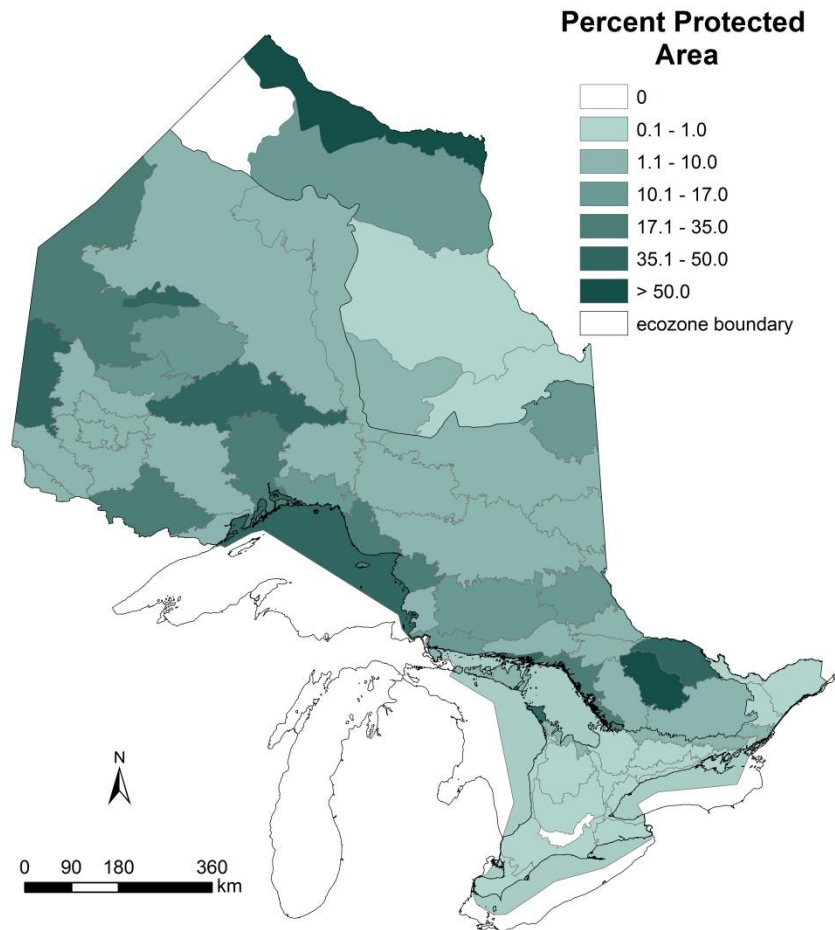 Percent Protected
Area
0
0.1 - 1.0
1.1 - 10.0
10.1 - 17.0
17.1 - 35.0
35.1 - 50.0
> 50.0
ecozone boundary
N
0 90 180 360
km